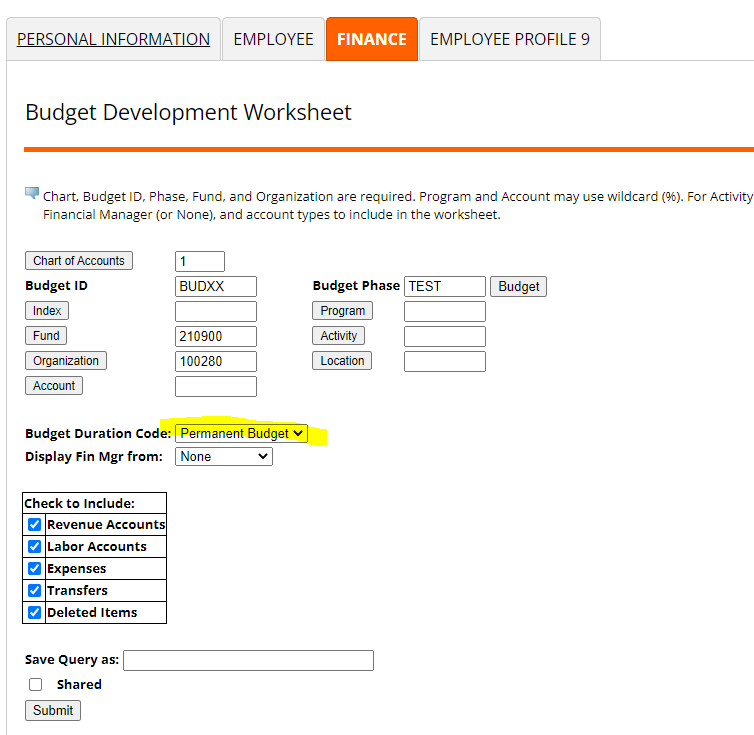 PERSONAL INFORMATION EMPLOYEE FINANCE EMPLOYEE PROFILE 9
Budget Development Worksheet
Chart, Budget ID, Phase, Fund, and Organization are required. Program and Account may use wildcard (%). For Activity
Financial Manager (or None), and account types to include in the worksheet.
Chart of Accounts 1
Budget ID BUDXX Budget Phase TEST Budget
Index Program
Fund 210900 Activity
Organization 100280 Location
Account
Budget Duration Code: Permanent Budget
Display Fin Mgr from: None
Check to Include:
Revenue Accounts
Labor Accounts
Expenses
Transfers
Deleted Items
Save Query as:
Shared
Submit